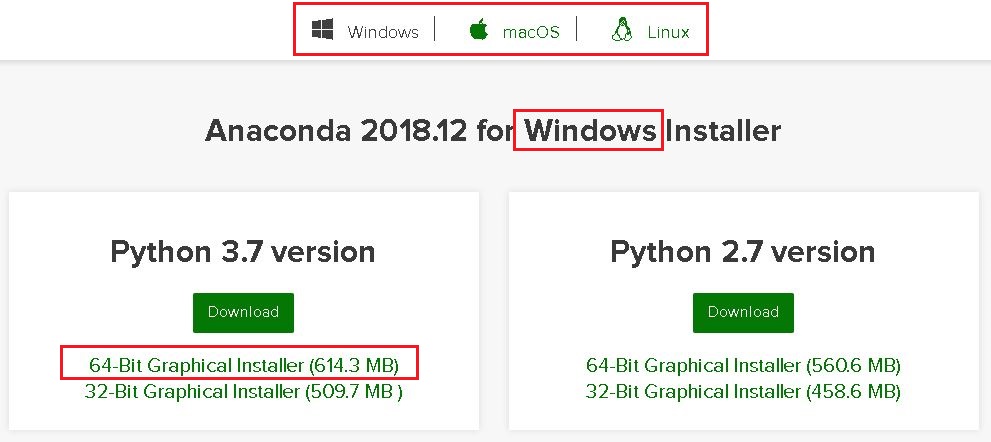 Windows | macOS | Linux
Anaconda 2018.12 for Windows Installer
Python 3.7 version
Download
64-Bit Graphical Installer (614.3 MB)
32-Bit Graphical Installer (509.7 MB )
Python 2.7 version
Download
64-Bit Graphical Installer (560.6 MB)
32-Bit Graphical Installer (458.6 MB)